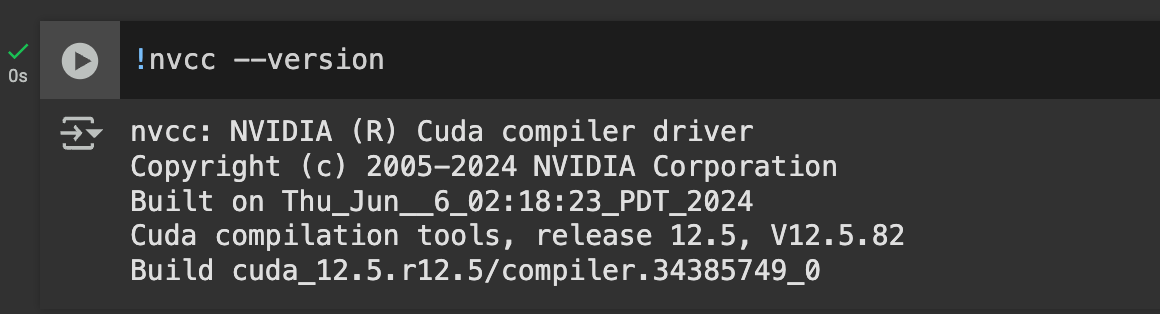 !nvcc --version
0s
nvcc: NVIDIA (R) Cuda compiler driver
Copyright (c) 2005-2024 NVIDIA Corporation
Built on Thu_Jun__6_02:18:23_PDT_2024
Cuda compilation tools, release 12.5, V12.5.82
Build cuda_12.5.r12.5/compiler.34385749_0